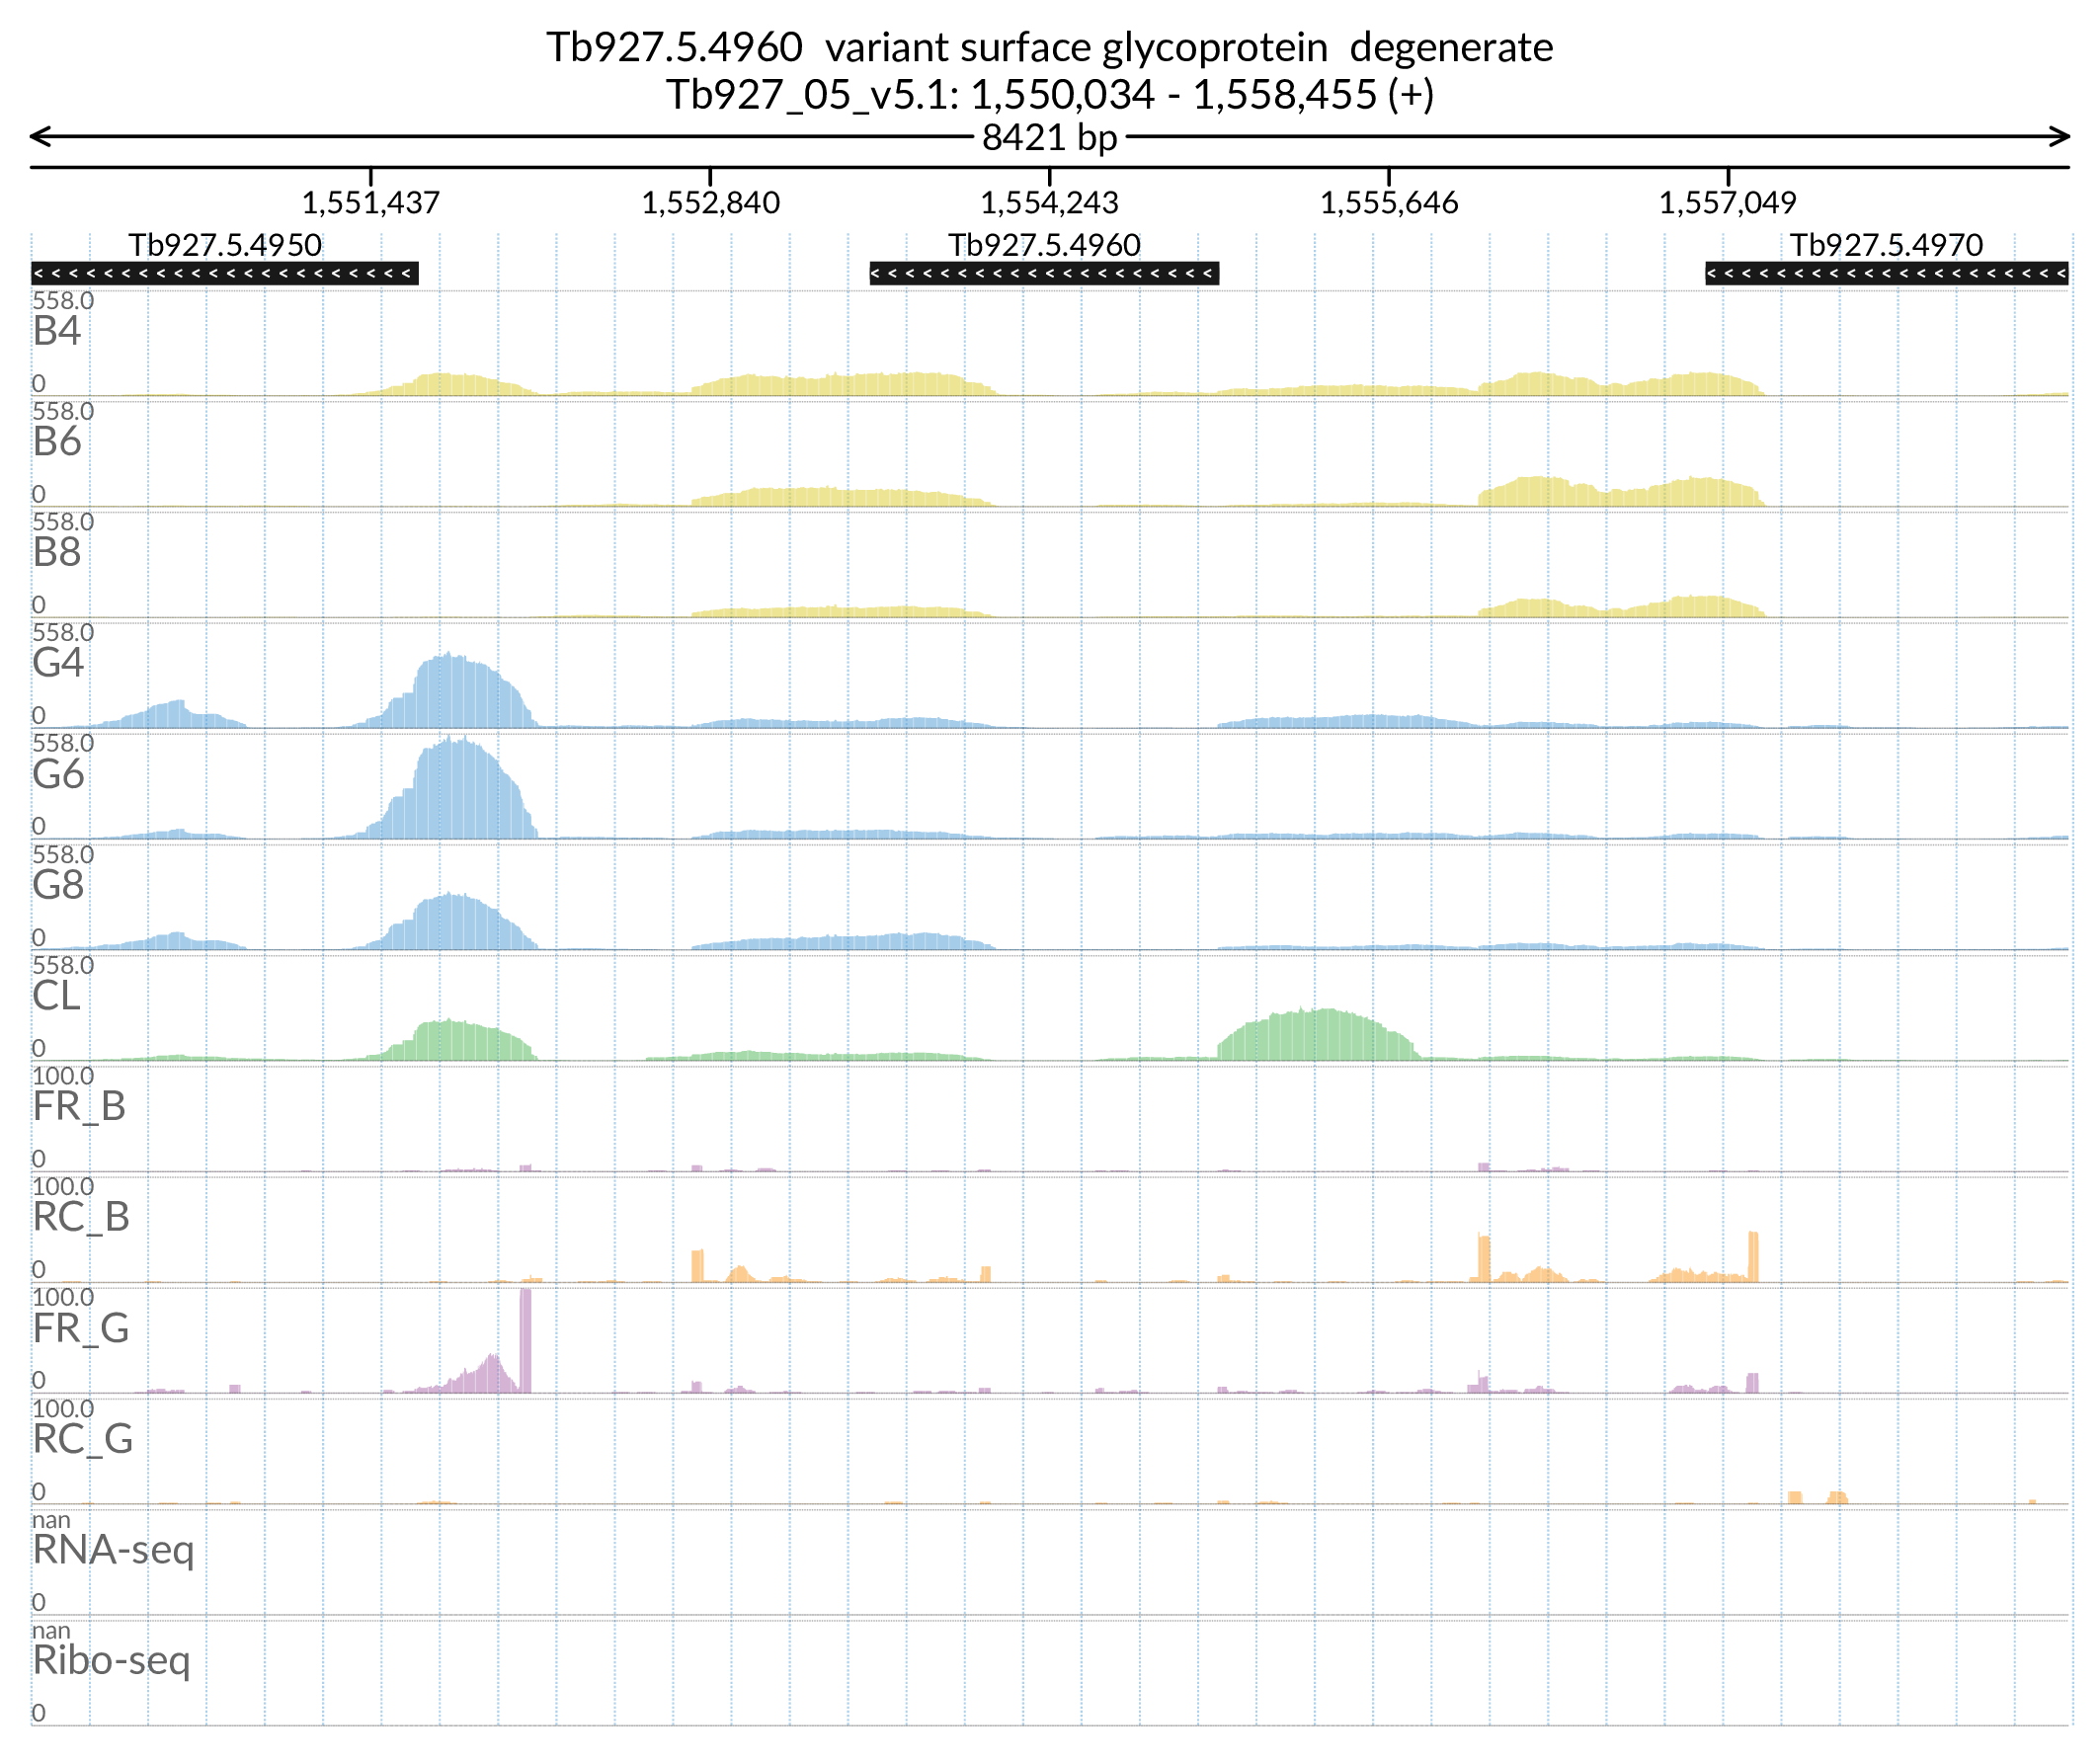 Tb927.5.4960  variant surface glycoprotein  degenerate
Tb927_05_v5.1: 1,550,034 - 1,558,455 (+)
8421 bp
1,551,437 1,552,840 1,554,243 1,555,646 1,557,049
Tb927.5.4950 Tb927.5.4960 Tb927.5.4970
558.0
B4
0
558.0
B6
0
558.0
B8
0
558.0
G4
0
558.0
G6
0
558.0
G8
0
558.0
CL
0
100.0
FR_B
0
100.0
RC_B
0
100.0
FR_G
0
100.0
RC_G
0
nan
RNA-seq
0
nan
Ribo-seq
0